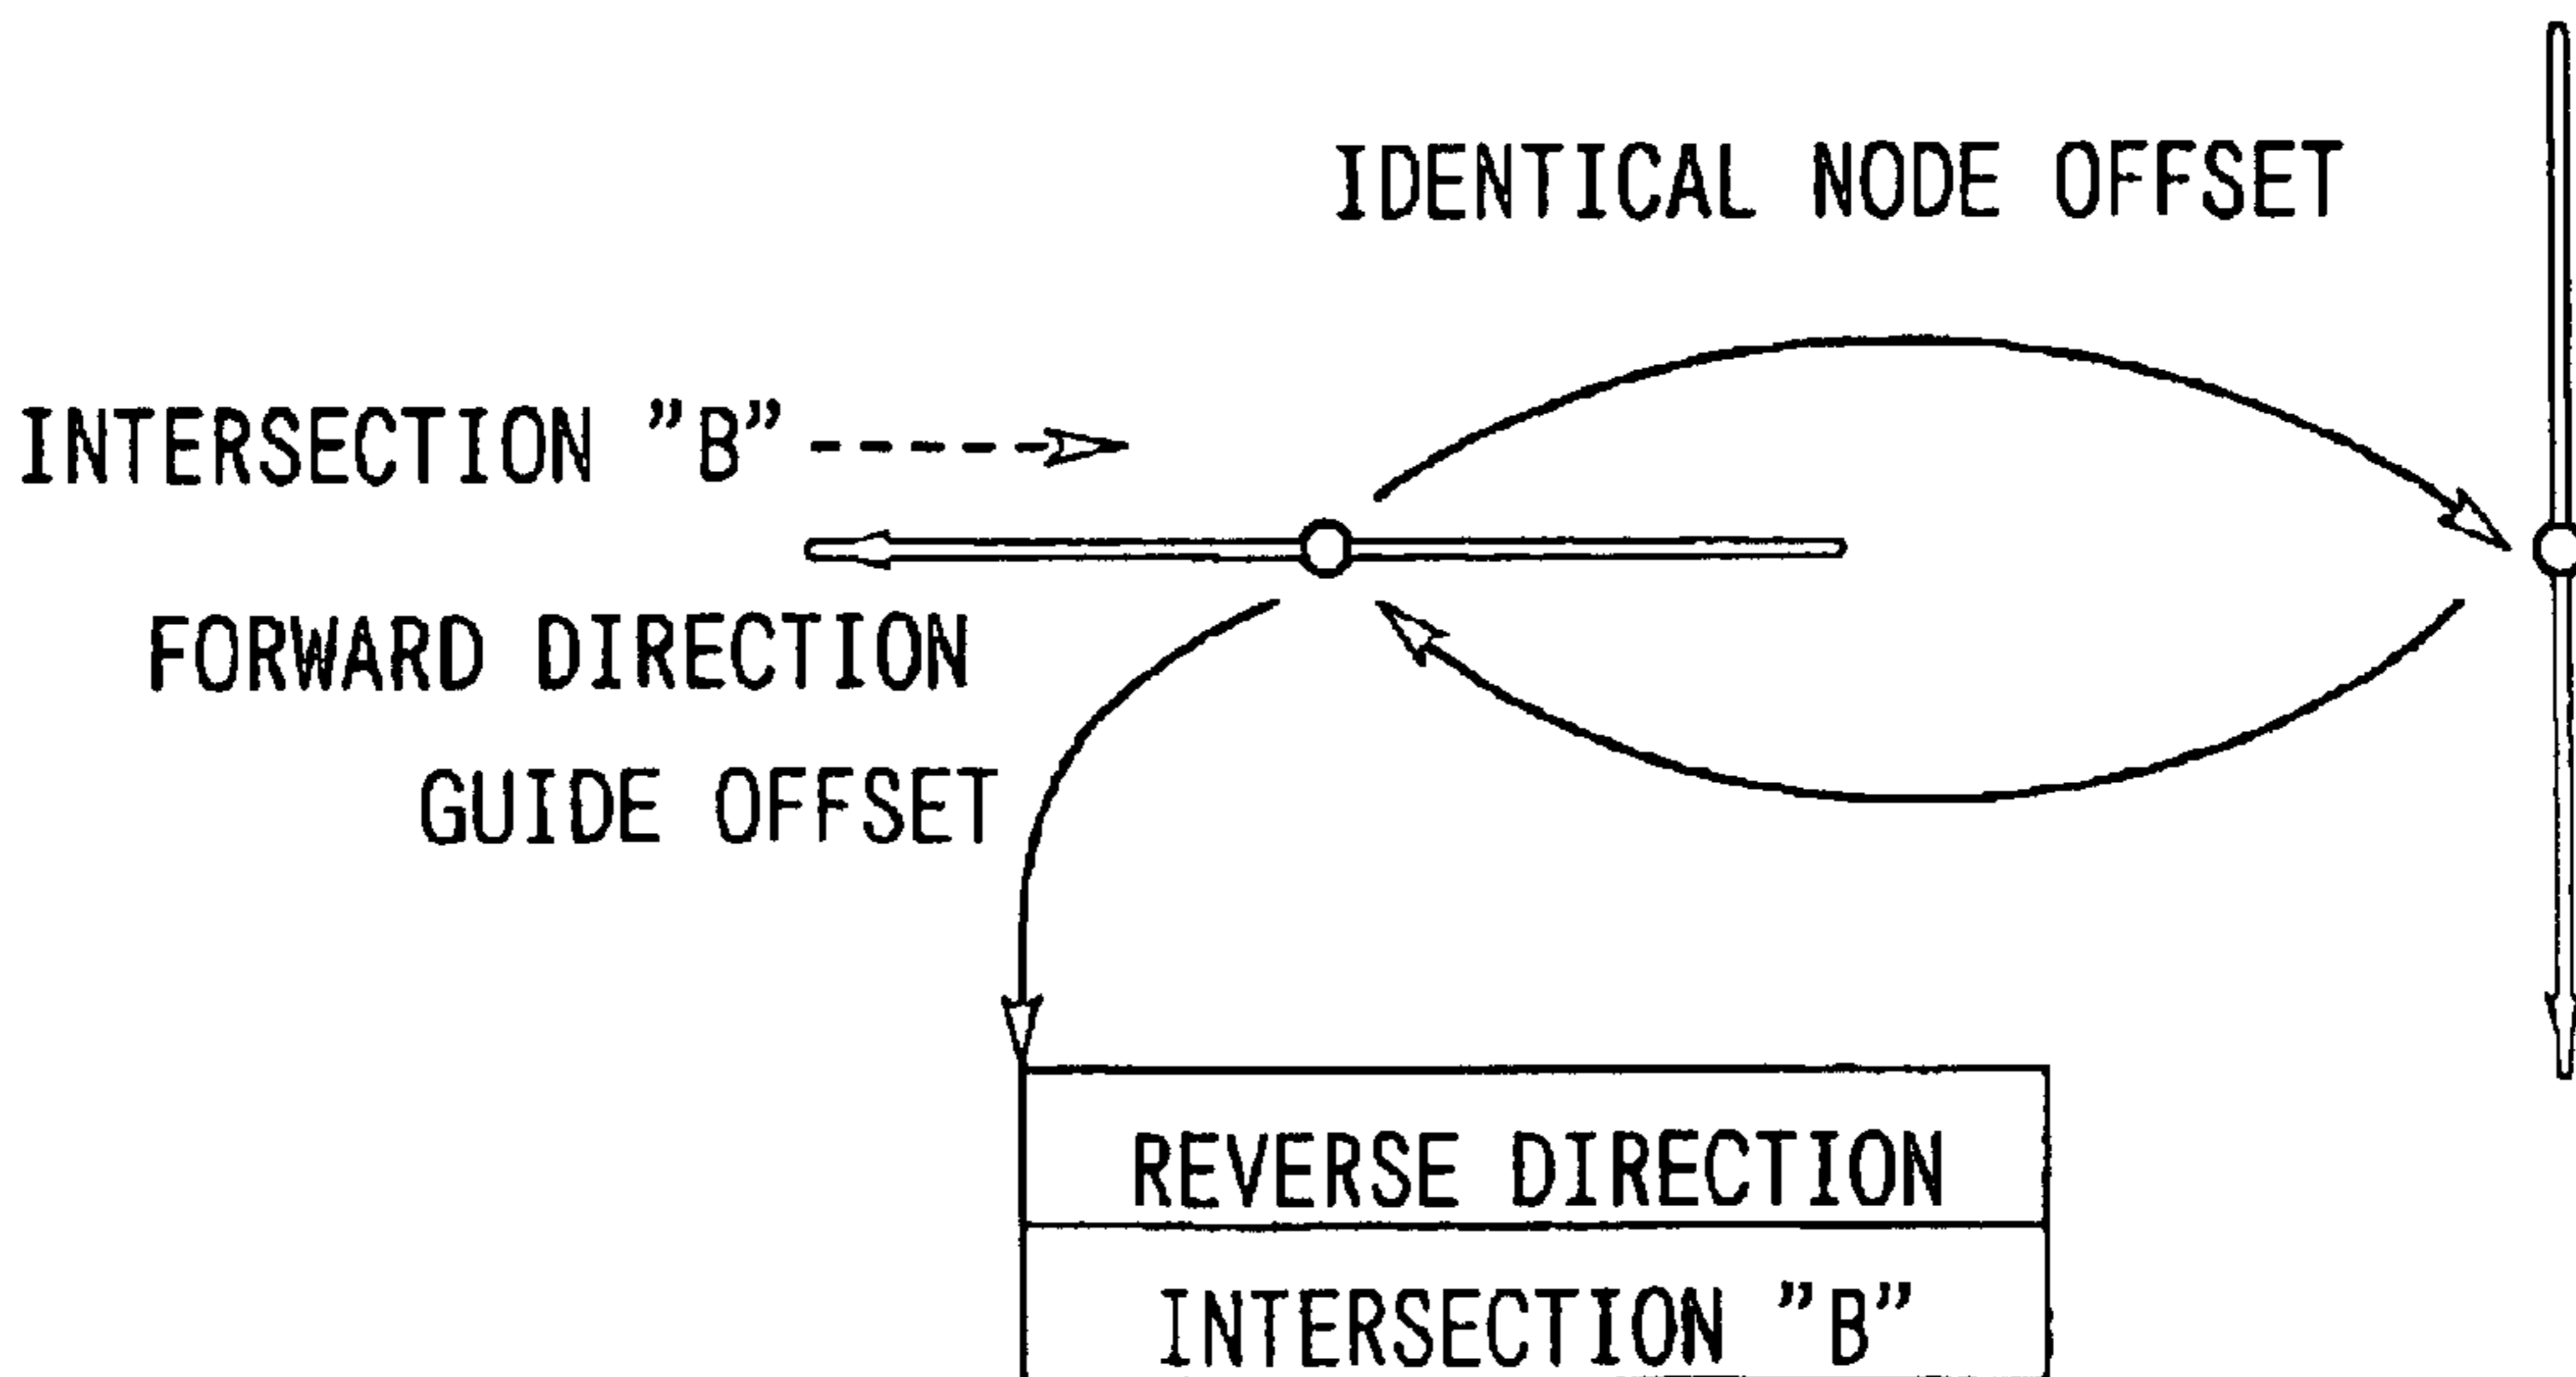 IDENTICAL NODE OFFSET
INTERSECTION ”B”
FORWARD DIRECTION
GUIDE OFFSET
REVERSE DIRECTION
INTERSECTION ”B”